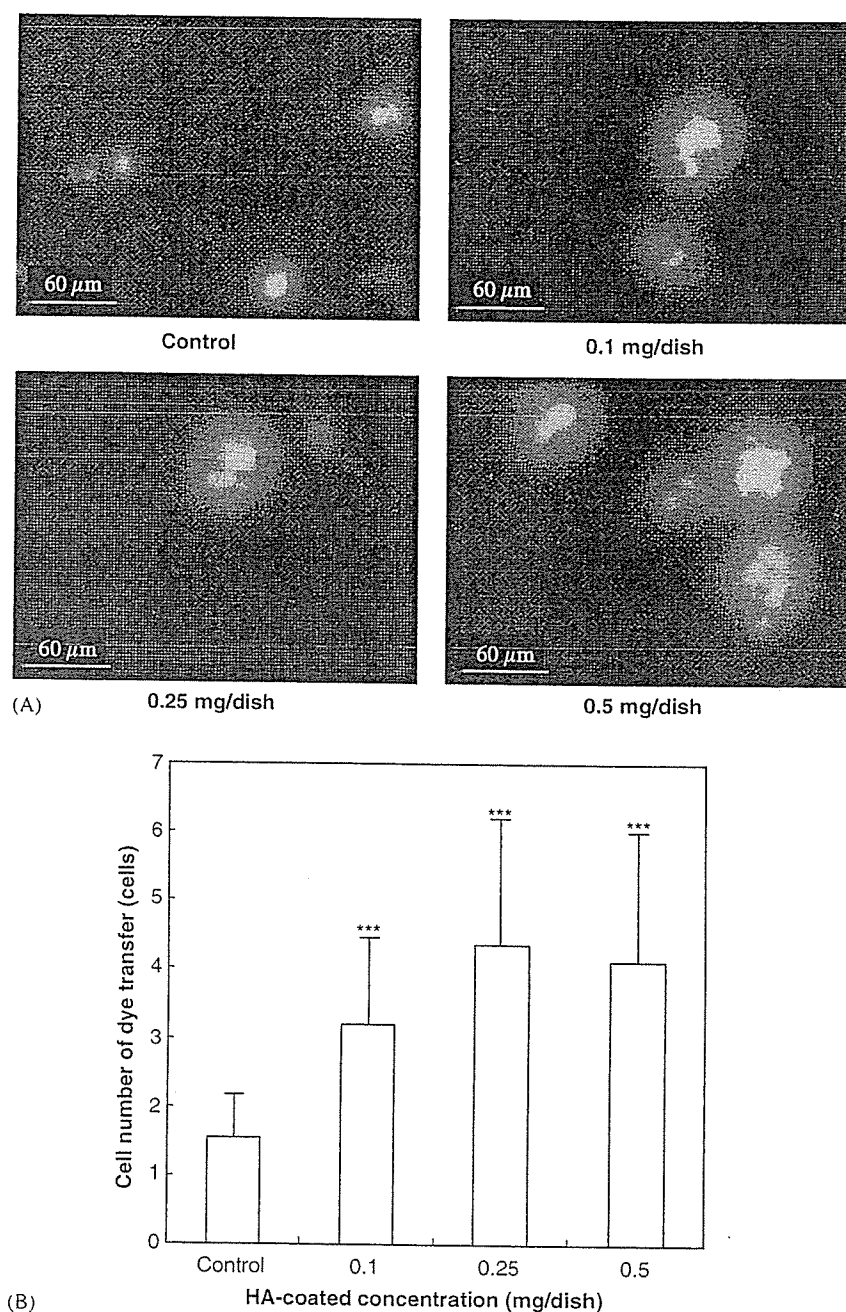 60 µm
60 µm
Control
0.1 mg/dish
60 µm
60 µm
(A)
0.25 mg/dish
0.5 mg/dish
7
6
5
4
3
2
1
0
Cell number of dye transfer (cells)
***
***
***
Control
0.1
0.25
0.5
(B)
HA-coated concentration (mg/dish)